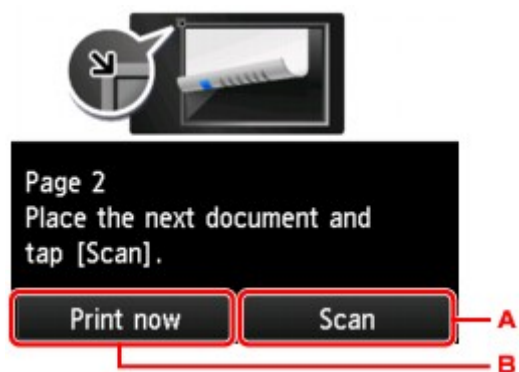 Page 2
Place the next document and
tap [Scan].
Print now Scan A
B